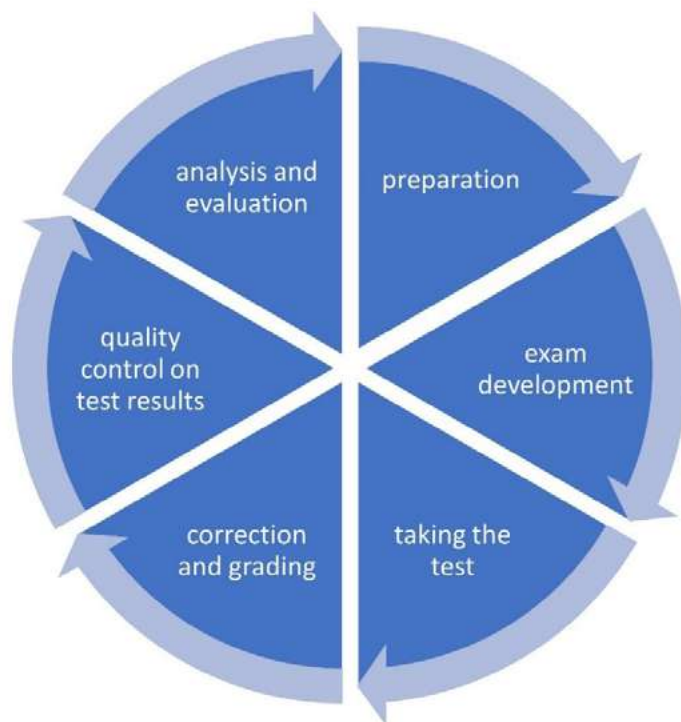 preparation
exam
development
taking the
test
correction
and grading
quality
control on
test results
analysis and
evaluation